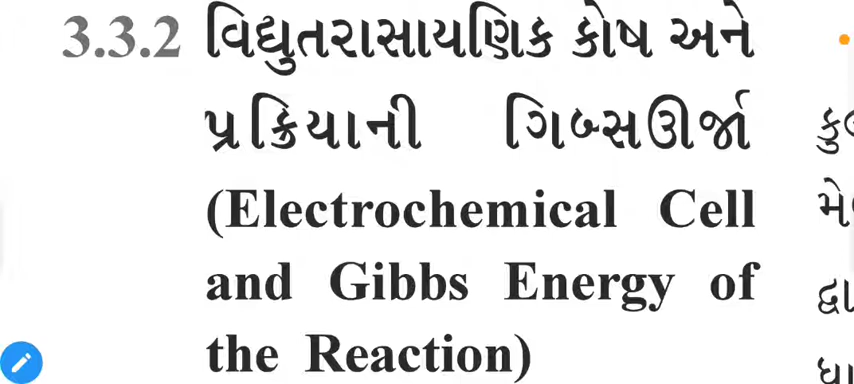 3.3.2 વિદ્યુતરાસાયણિક કોષ અને
પ્રક્રિયાની ગિબ્સઊર્જા
(Electrochemical Cell
and Gibbs Energy of
the Reaction)